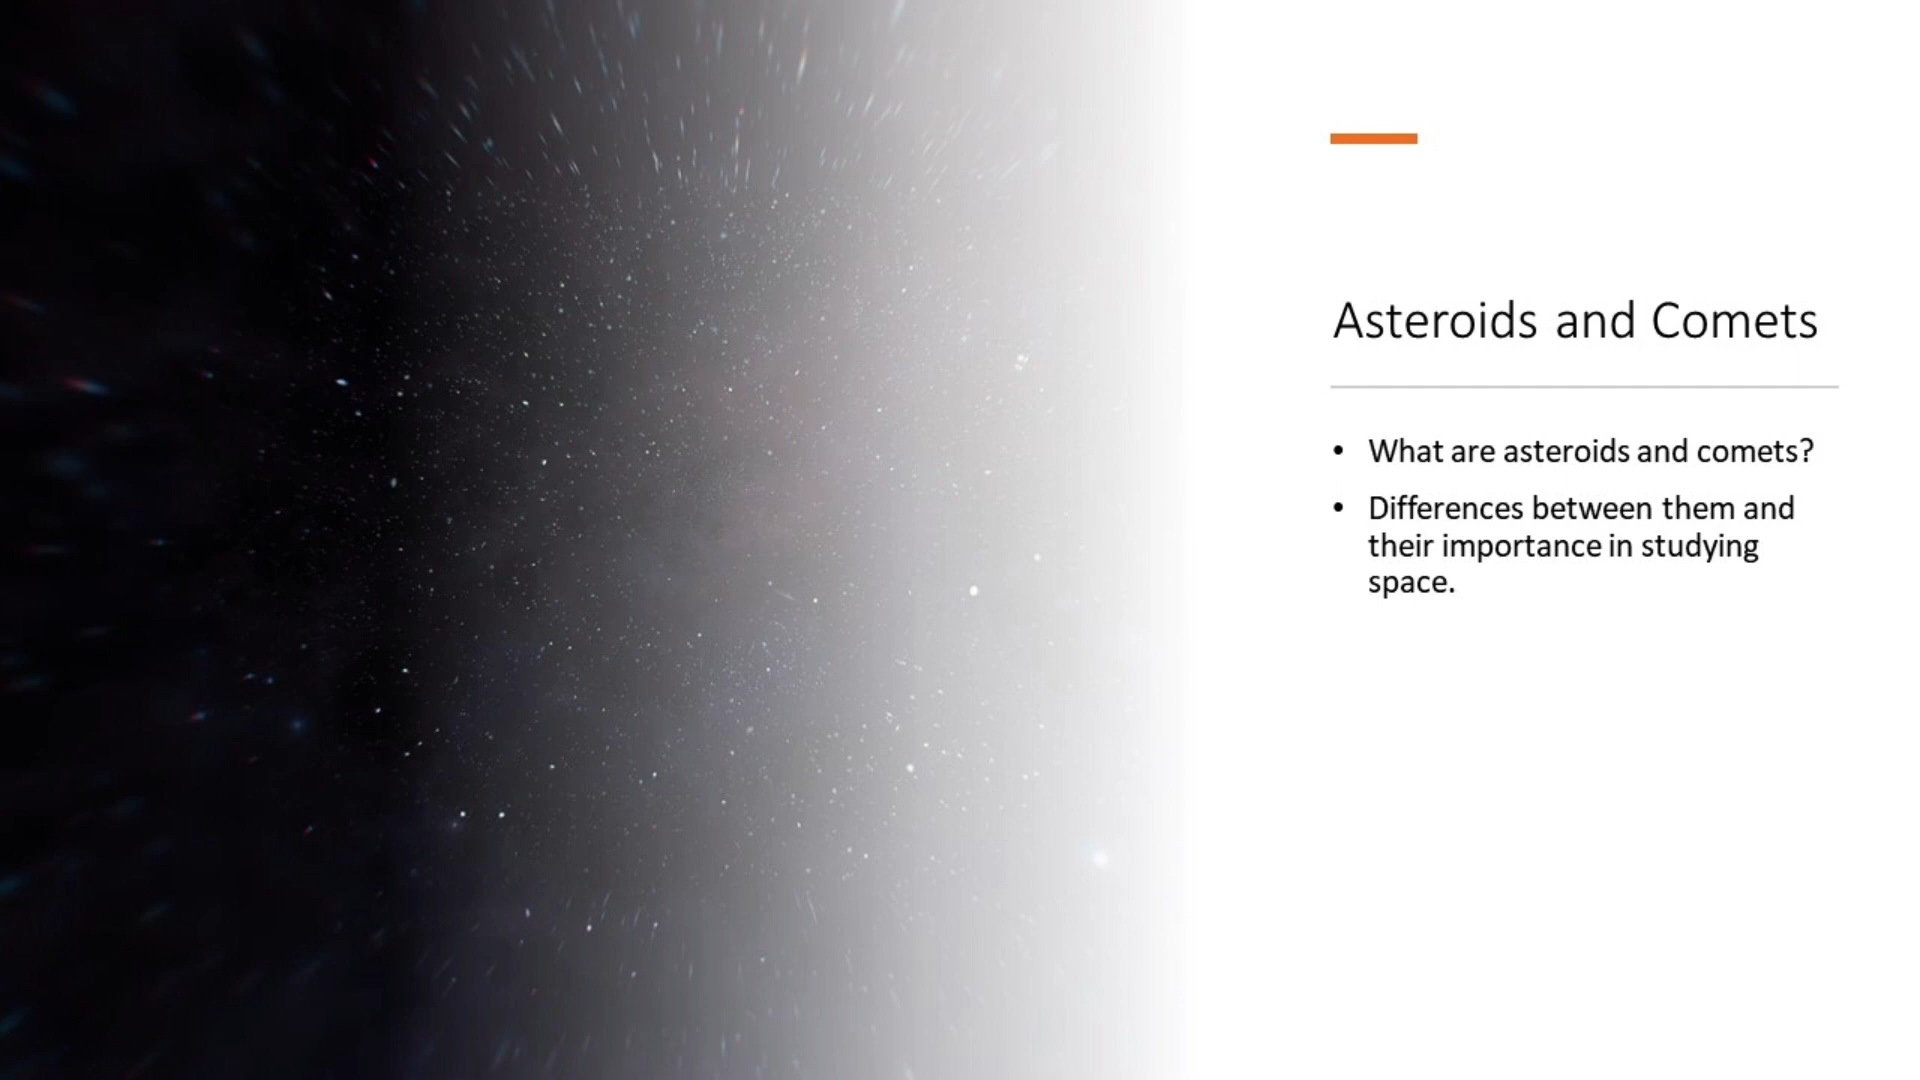 Asteroids and Comets
• What are asteroids and comets?
• Differences between them and
their importance in studying
space.